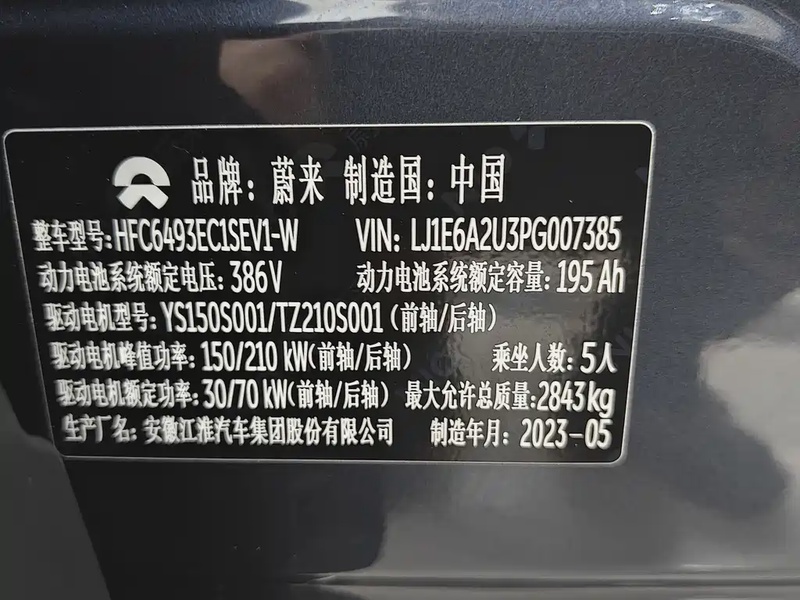 品牌：蔚来 制造国：中国
整车型号：HFC6493EC1SEV1-W VIN：LJ1E6A2U3PG007385
动力电池系统额定电压：386V 动力电池系统额定容量：195Ah
驱动电机型号：YS150S001/TZ210S001（前轴/后轴）
驱动电机峰值功率：150/210 kW（前轴/后轴） 乘坐人数：5人
驱动电机额定功率：30/70 kW（前轴/后轴） 最大允许总质量：2843kg
生产厂名：安徽江淮汽车集团股份有限公司 制造年月：2023-05